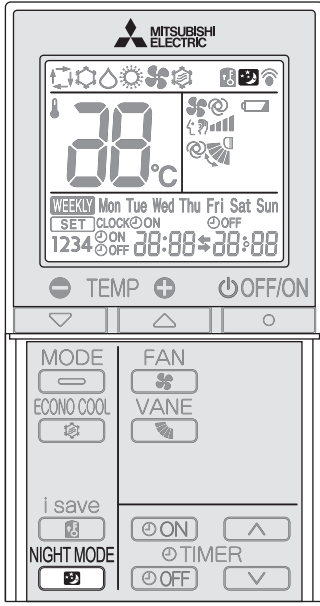 MITSUBISHI
ELECTRIC
88°C
WEEKLY Mon Tue Wed Thu Fri Sat Sun
SET CLOCK ON OFF
1234 ON OFF 88:88 88:88
TEMP OFF/ON
MODE FAN
ECONO COOL VANE
i save
NIGHT MODE
ON
TIMER
OFF